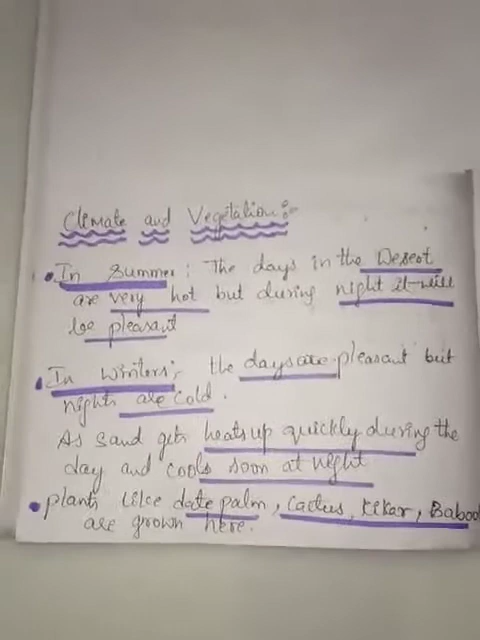 Climate and Vegetation:-
In Summer: The days in the Desert
are very hot but during night it will
be pleasant
In winters; the days are pleasant but
nights are cold.
As sand gets heats up quickly during the
day and cools soon at night
plants like date palm, Cactus, Kikar, Babool
are grown here.